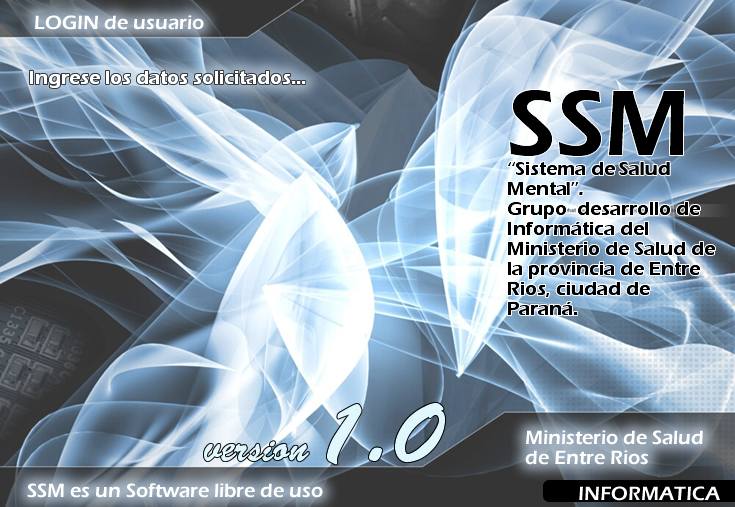 LOGIN de usuario
Ingrese los datos solicitados...
SSM
“Sistema de Salud
Mental”.
Grupo desarrollo de
Informática del
Ministerio de Salud de
la provincia de Entre
Rios, ciudad de
Paraná.
version 1.0
Ministerio de Salud
de Entre Rios
SSM es un Software libre de uso
INFORMATICA
C1335